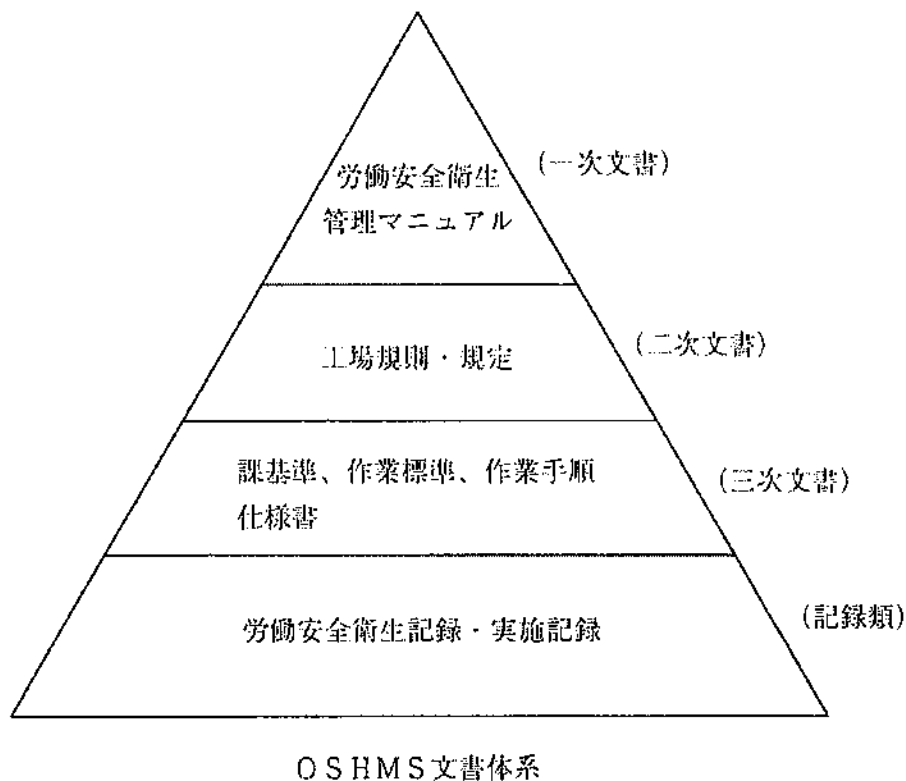 労働安全衛生
管理マニュアル
(一次文書)
工場規則・規定
(二次文書)
課基準、作業標準、作業手順
仕様書
(三次文書)
労働安全衛生記録・実施記録
(記録類)
OSHMS文書体系